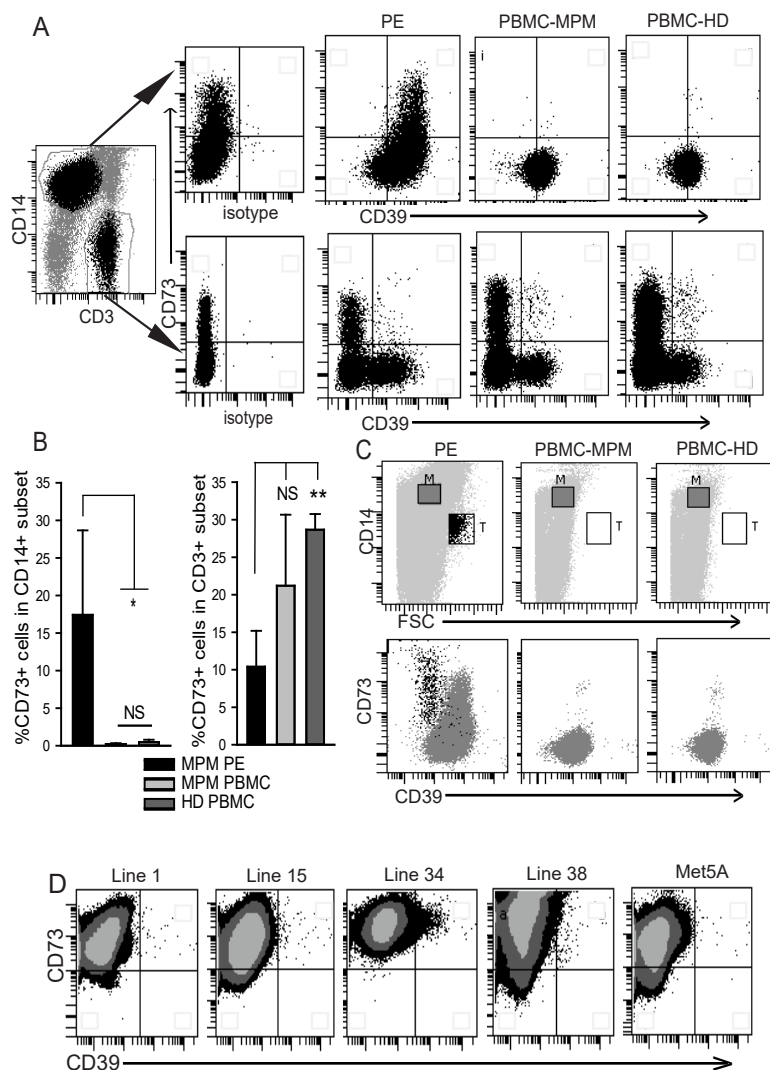 A
PE
PBMC-MPM
PBMC-HD
i
CD14
CD3
CD73
isotype
CD39
isotype
CD39
B
%CD73+ cells in CD14+ subset
35
30
25
20
15
10
5
0
*
NS
%CD73+ cells in CD3+ subset
35
30
25
20
15
10
5
0
NS
**
MPM PE
MPM PBMC
HD PBMC
C
PE
PBMC-MPM
PBMC-HD
M
T
M
T
M
T
CD14
FSC
CD73
CD39
D
Line 1
Line 15
Line 34
Line 38
Met5A
a
CD73
CD39